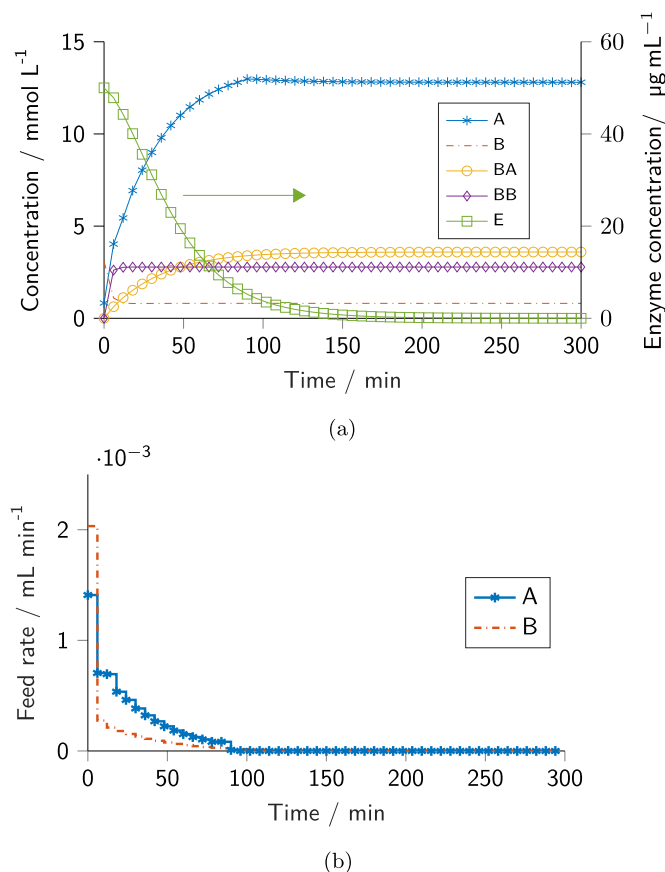 15
10
5
0
Concentration / mmol L⁻¹
60
40
20
0
Enzyme concentration/ µg mL⁻¹
A
B
BA
BB
E
0 50 100 150 200 250 300
Time / min
(a)
·10⁻³
2
1
0
Feed rate / mL min⁻¹
A
B
0 50 100 150 200 250 300
Time / min
(b)